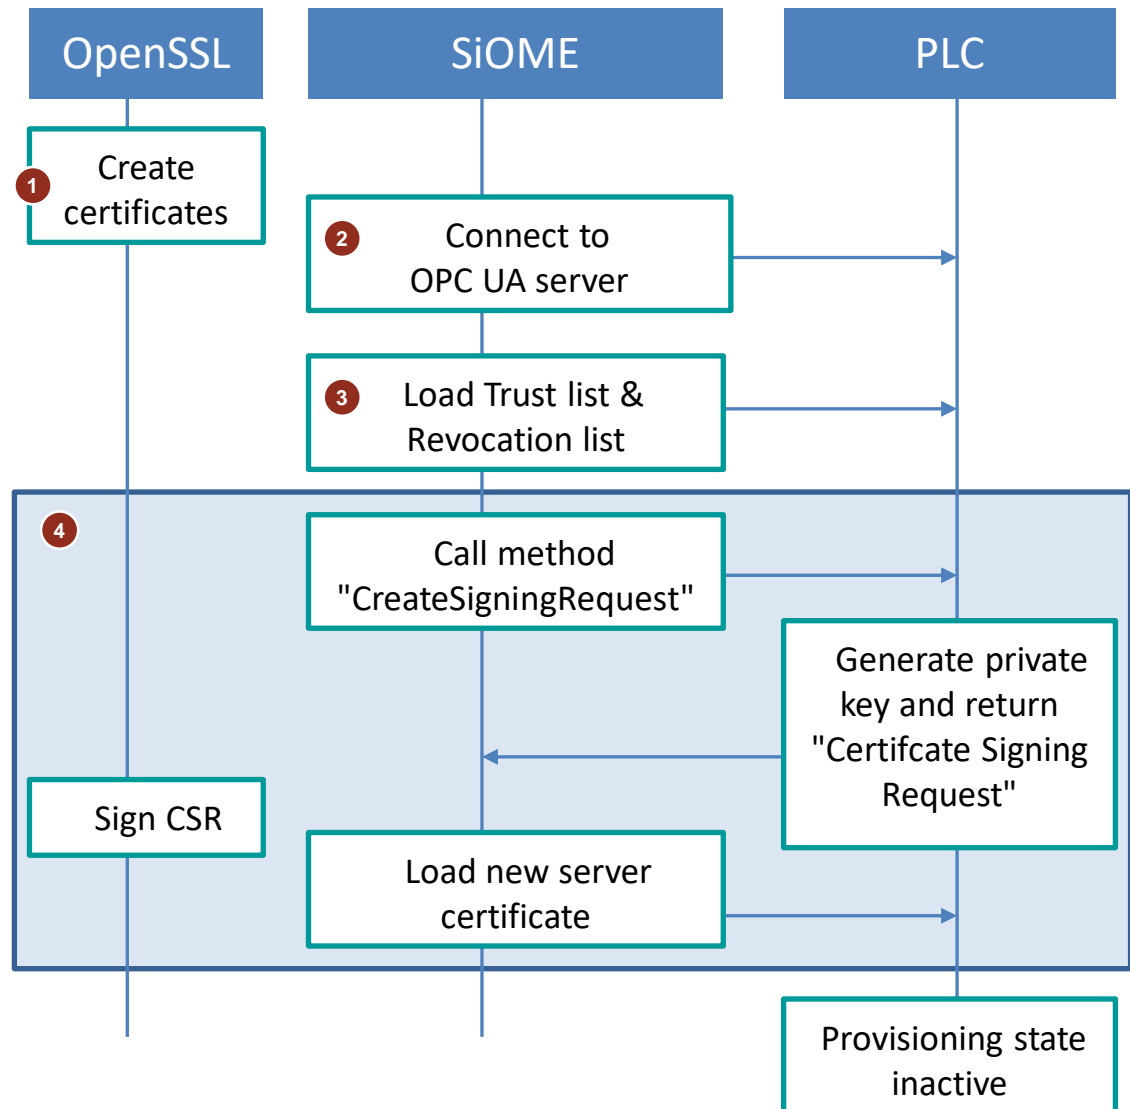 OpenSSL
SiOME
PLC
1
Create
certificates
2
Connect to
OPC UA server
3
Load Trust list &
Revocation list
4
Call method
"CreateSigningRequest"
Generate private
key and return
"Certifcate Signing
Request"
Sign CSR
Load new server
certificate
Provisioning state
inactive